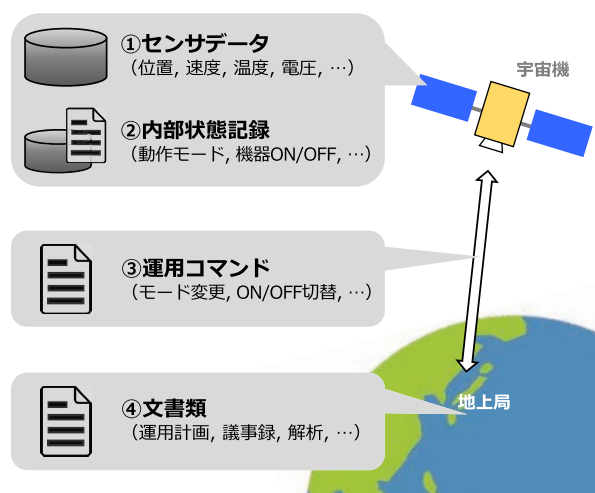 ①センサデータ
（位置, 速度, 温度, 電圧, …）
宇宙機
②内部状態記録
（動作モード, 機器ON/OFF, …）
③運用コマンド
（モード変更, ON/OFF切替, …）
④文書類
（運用計画, 議事録, 解析, …）
地上局